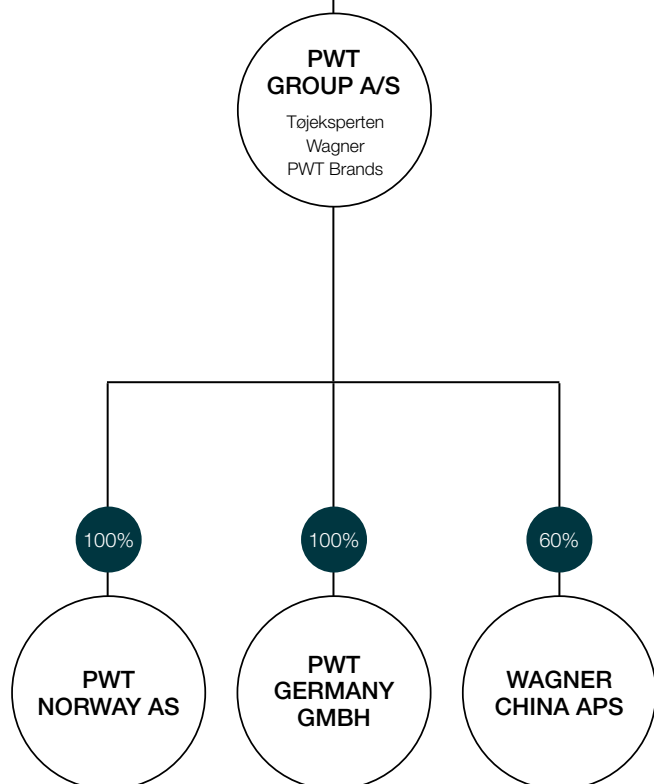 PWT
GROUP A/S
Tøjeksperten
Wagner
PWT Brands
100%
100%
60%
PWT
NORWAY AS
PWT
GERMANY
GMBH
WAGNER
CHINA APS